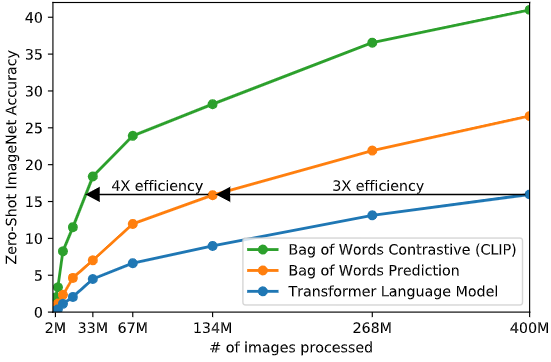 Zero-Shot ImageNet Accuracy
40
35
30
25
20
15
10
5
0
4X efficiency
3X efficiency
Bag of Words Contrastive (CLIP)
Bag of Words Prediction
Transformer Language Model
2M 33M 67M 134M 268M 400M
# of images processed